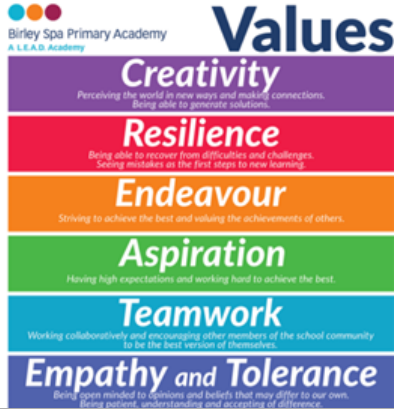 Birley Spa Primary Academy
A L.E.A.D. Academy
Values
Creativity
Perceiving the world in new ways and making connections.
Being able to generate solutions.
Resilience
Being able to recover from difficulties and challenges.
Seeing mistakes as the first steps to new learning.
Endeavour
Striving to achieve the best and valuing the achievements of others.
Aspiration
Having high expectations and working hard to achieve the best.
Teamwork
Working collaboratively and encouraging other members of the school community
to be the best version of themselves.
Empathy and Tolerance
Being open minded to opinions and beliefs that may differ to our own.
Being patient, understanding and accepting of difference.